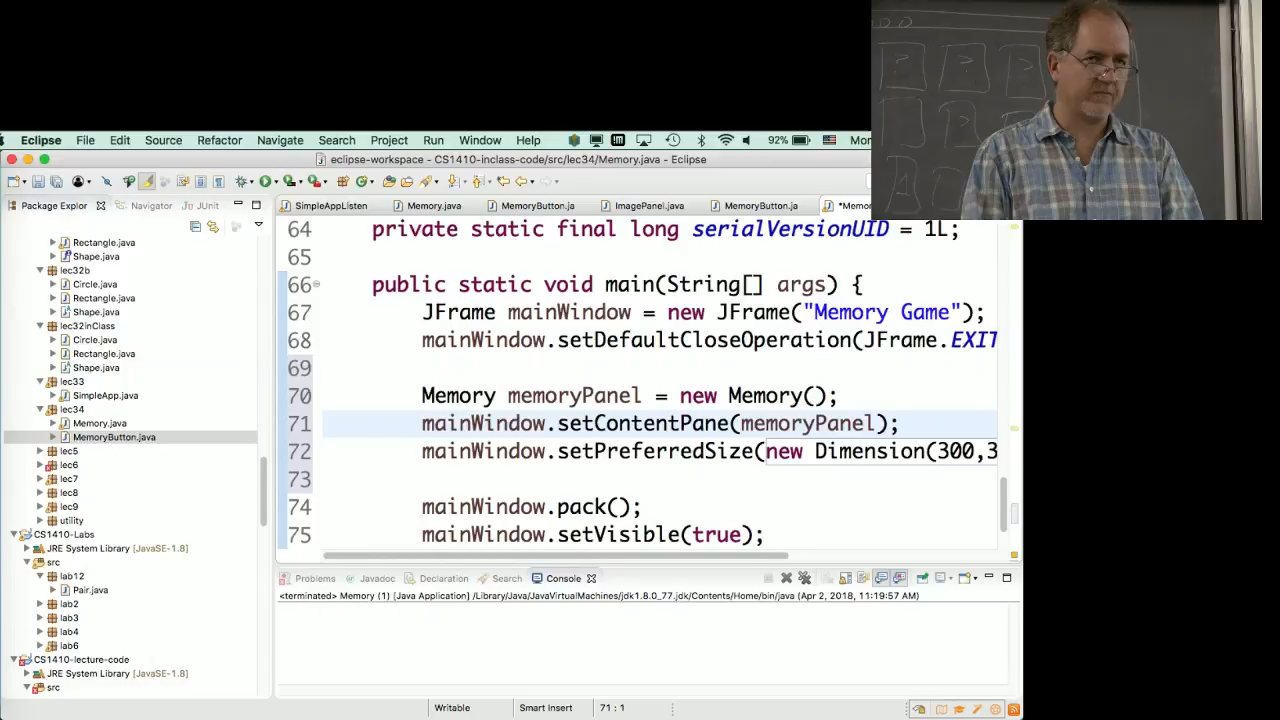 Eclipse File Edit Source Refactor Navigate Search Project Run Window Help 92% Mon
eclipse-workspace - CS1410-inclass-code/src/lec34/Memory.java - Eclipse
Package Explor Navigator JUnit
SimpleAppListen Memory.java MemoryButton.ja ImagePanel.java MemoryButton.ja *Memor
Rectangle.java
Shape.java
lec32b
Circle.java
Rectangle.java
Shape.java
lec32inClass
Circle.java
Rectangle.java
Shape.java
lec33
SimpleApp.java
lec34
Memory.java
MemoryButton.java
lec5
lec6
lec7
lec8
lec9
utility
CS1410-Labs
JRE System Library [JavaSE-1.8]
src
lab12
Pair.java
lab2
lab3
lab4
lab6
CS1410-lecture-code
JRE System Library [JavaSE-1.8]
src
64 private static final long serialVersionUID = 1L;
65
66 public static void main(String[] args) {
67 JFrame mainWindow = new JFrame("Memory Game");
68 mainWindow.setDefaultCloseOperation(JFrame.EXIT
69
70 Memory memoryPanel = new Memory();
71 mainWindow.setContentPane(memoryPanel);
72 mainWindow.setPreferredSize(new Dimension(300,3
73
74 mainWindow.pack();
75 mainWindow.setVisible(true);
Problems Javadoc Declaration Search Console
<terminated> Memory (1) [Java Application] /Library/Java/JavaVirtualMachines/jdk1.8.0_77.jdk/Contents/Home/bin/java (Apr 2, 2018, 11:19:57 AM)
Writable Smart Insert 71 : 1